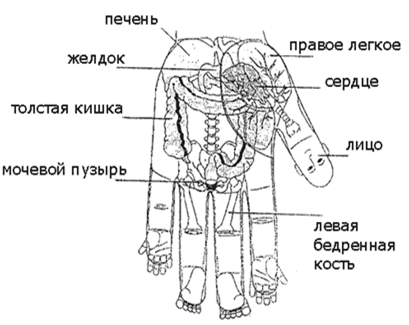 печень
желдок
толстая кишка
мочевой пузырь
правое легкое
сердце
лицо
левая
бедренная
кость